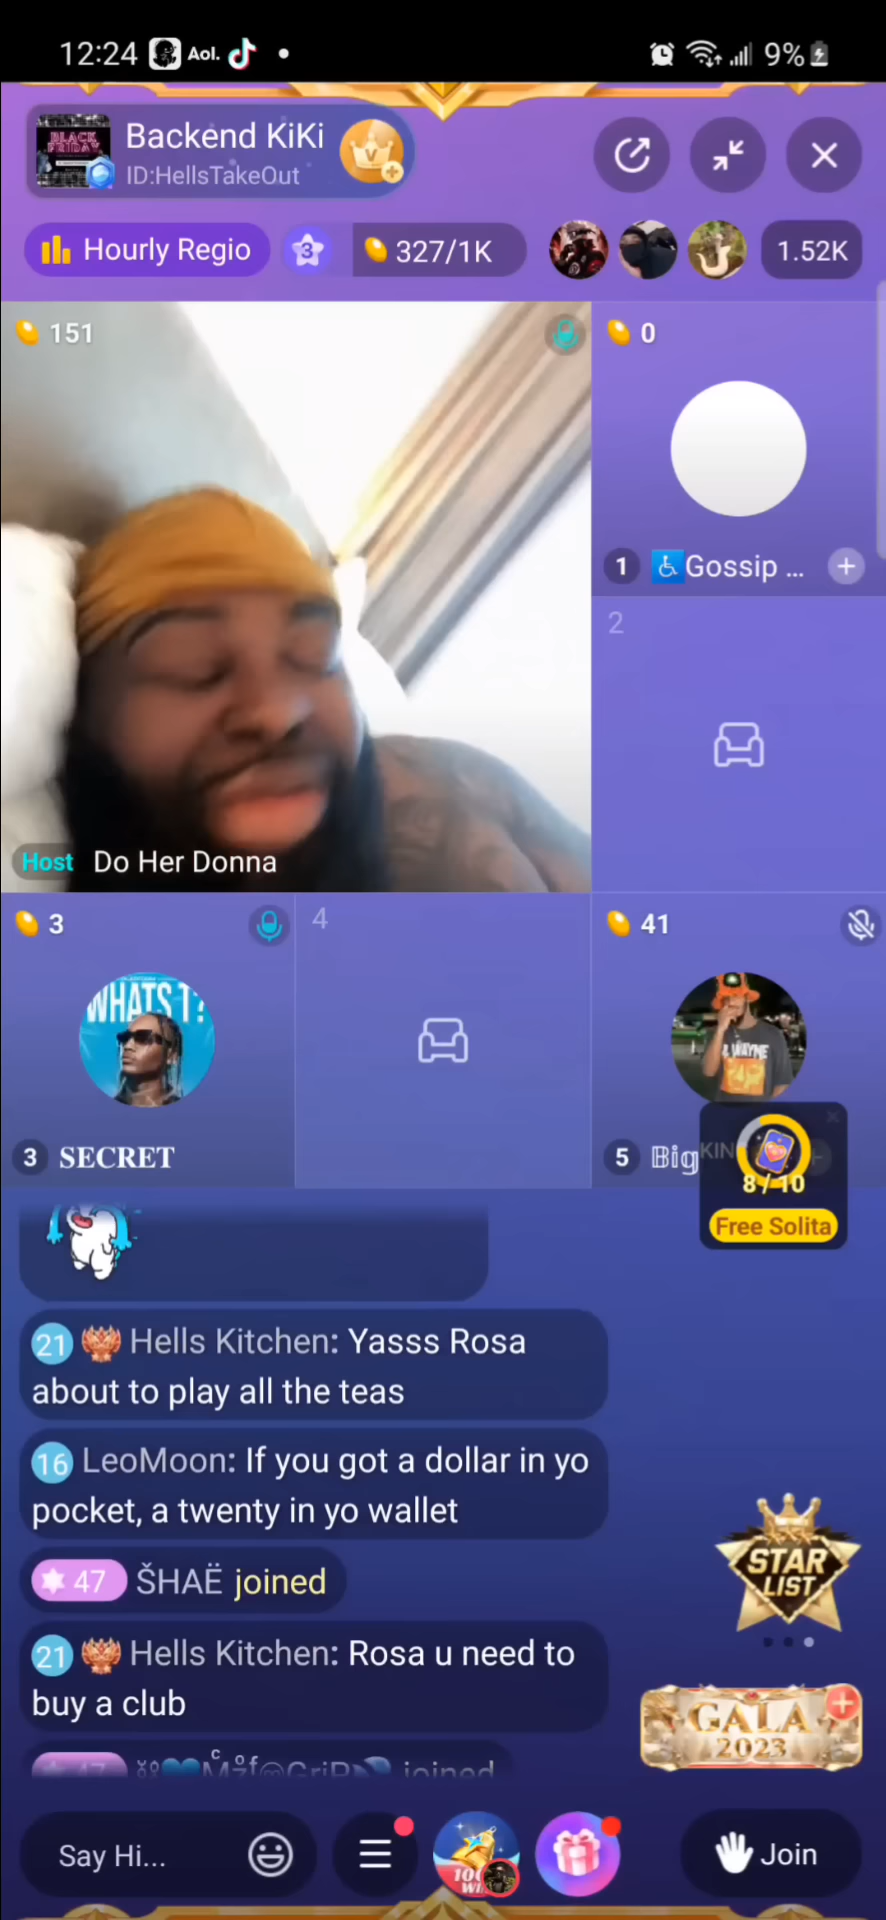 12:24 Aol. 9%
BLACK
FRIDAY
Backend KiKi
ID:HellsTakeOut
V
Hourly Regio 3 327/1K 1.52K
151
0
1 Gossip ...
2
Host Do Her Donna
3
4
41
WHATS T?
WAYNE
3 SECRET
5 𝔹𝕚𝕘KIN
8/10
Free Solita
21 Hells Kitchen: Yasss Rosa
about to play all the teas
16 LeoMoon: If you got a dollar in yo
pocket, a twenty in yo wallet
47 ŠHAË joined
STAR
LIST
21 Hells Kitchen: Rosa u need to
buy a club
GALA
2023
47 joined
Say Hi...
Join